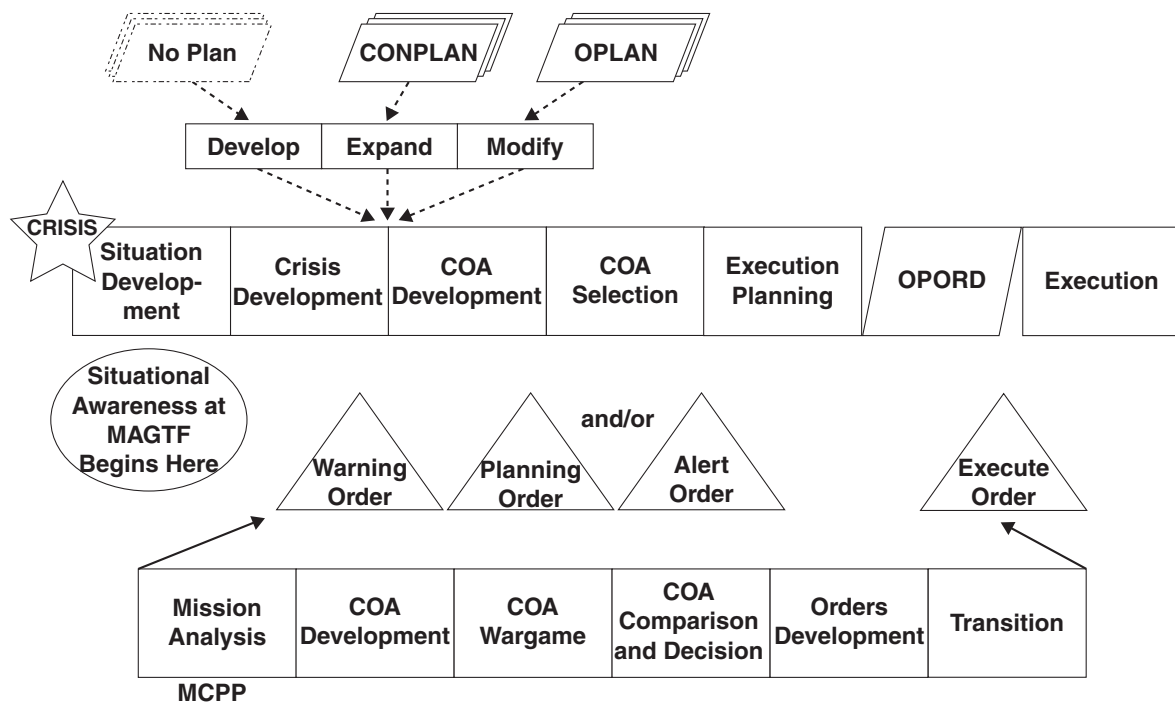 No Plan
CONPLAN
OPLAN
Develop
Expand
Modify
CRISIS
Situation
Develop-
ment
Crisis
Development
COA
Development
COA
Selection
Execution
Planning
OPORD
Execution
Situational
Awareness at
MAGTF
Begins Here
Warning
Order
Planning
Order
and/or
Alert
Order
Execute
Order
Mission
Analysis
COA
Development
COA
Wargame
COA
Comparison
and Decision
Orders
Development
Transition
MCPP